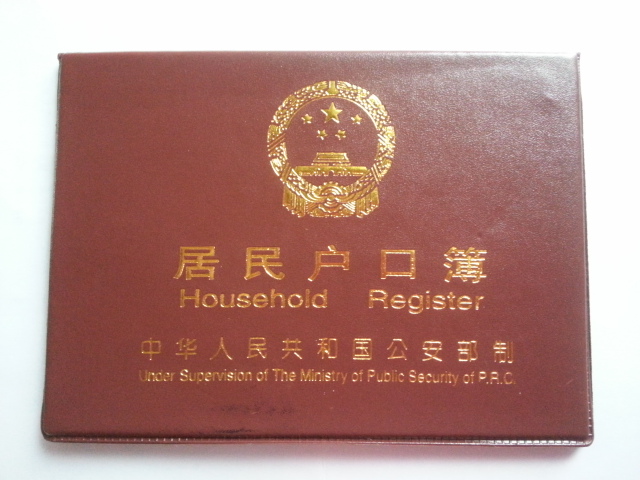 居民户口簿
Household Register
中华人民共和国公安部制
Under Supervision of The Ministry of Public Security of P.R.C.